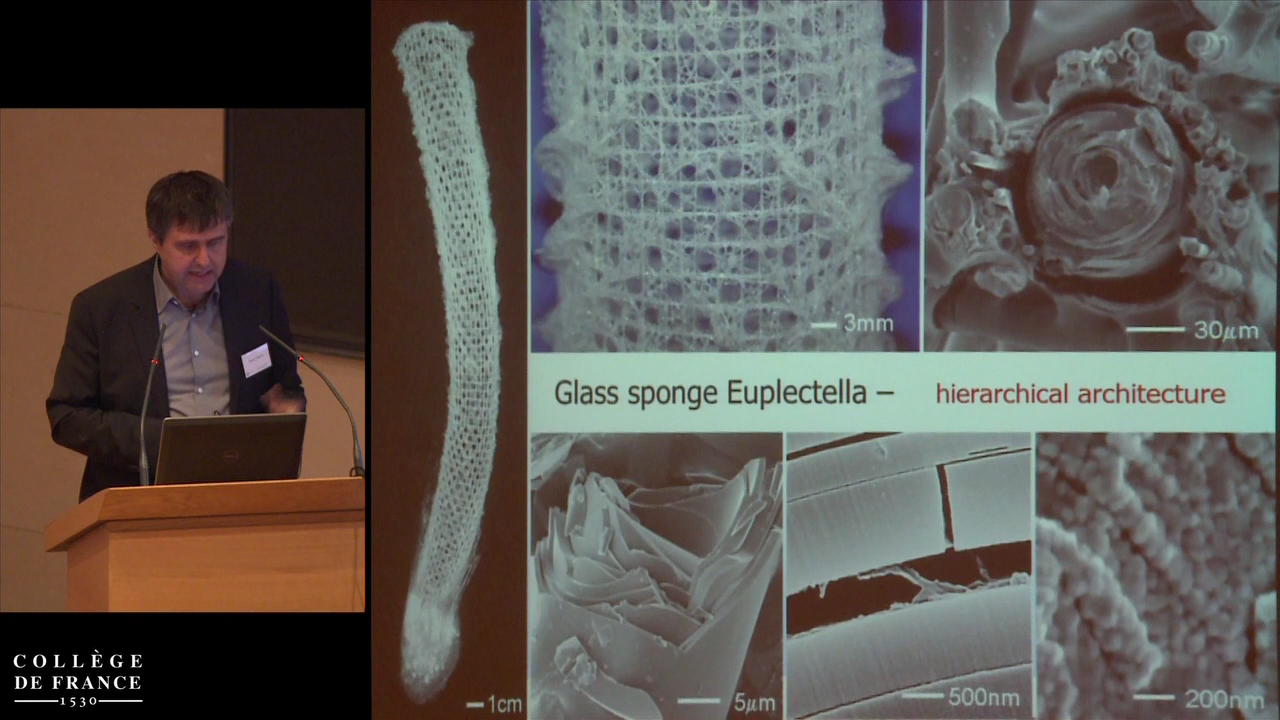 COLLÈGE
DE FRANCE
1530
1cm
3mm
30µm
Glass sponge Euplectella – hierarchical architecture
5µm
500nm
200nm